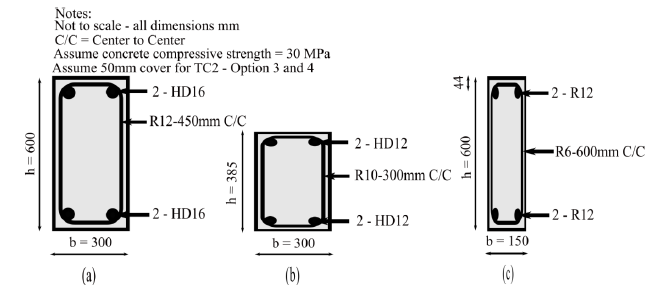 Notes:
Not to scale - all dimensions mm
C/C = Center to Center
Assume concrete compressive strength = 30 MPa
Assume 50mm cover for TC2 - Option 3 and 4
h = 600
2 - HD16
R12-450mm C/C
2 - HD16
b = 300
(a)
h = 385
2 - HD12
R10-300mm C/C
2 - HD12
b = 300
(b)
44
h = 600
2 - R12
R6-600mm C/C
2 - R12
b = 150
(c)